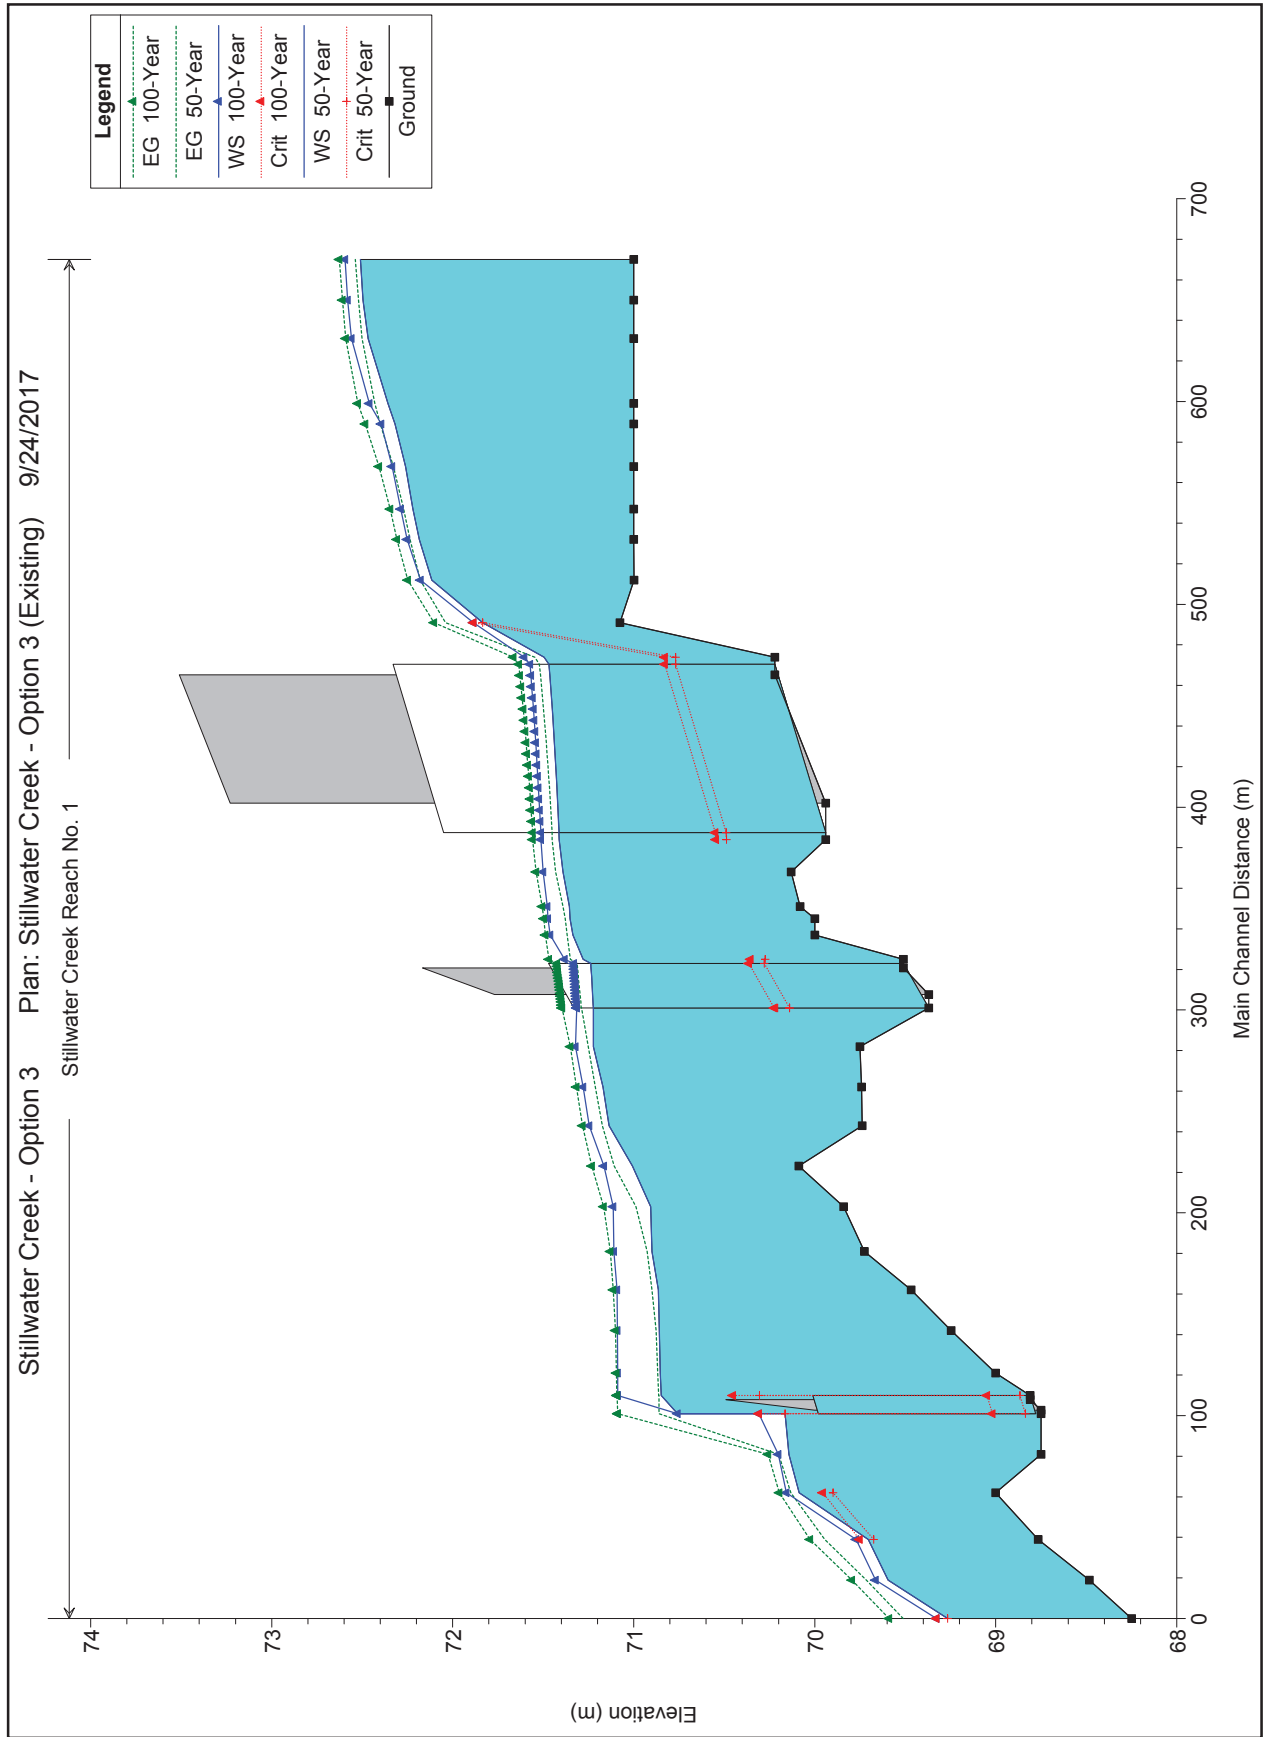 Stillwater Creek - Option 3 Plan: Stillwater Creek - Option 3 (Existing) 9/24/2017
Stillwater Creek Reach No. 1
Legend
EG 100-Year
EG 50-Year
WS 100-Year
Crit 100-Year
WS 50-Year
Crit 50-Year
Ground
74
73
72
71
70
69
68
Elevation (m)
0
100
200
300
400
500
600
700
Main Channel Distance (m)